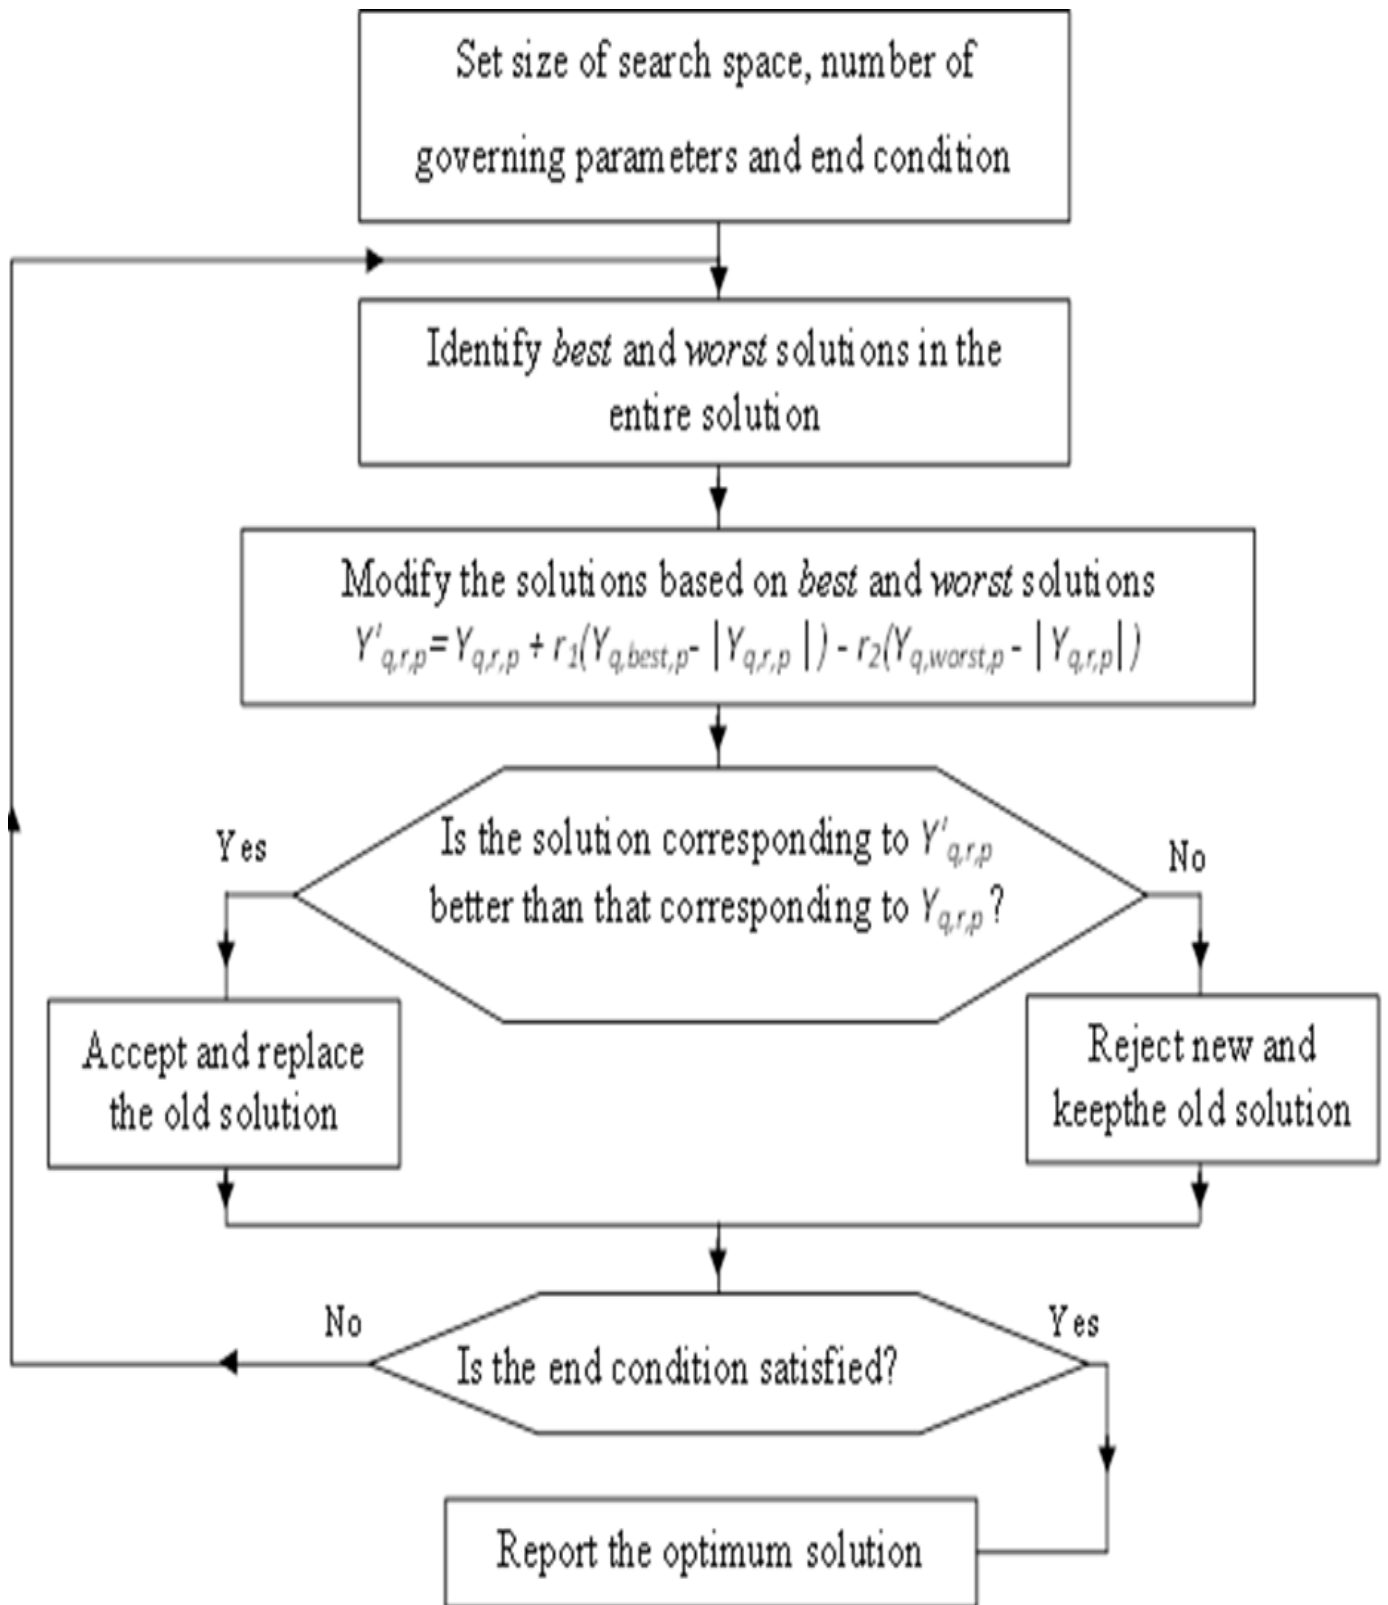 Set size of search space, number of
governing parameters and end condition
Identify best and worst solutions in the
entire solution
Modify the solutions based on best and worst solutions
Y'q,r,p= Yq,r,p + r1(Yq,best,p- |Yq,r,p |) - r2(Yq,worst,p - |Yq,r,p|)
Is the solution corresponding to Y'q,r,p
better than that corresponding to Yq,r,p?
Yes
No
Accept and replace
the old solution
Reject new and
keepthe old solution
No
Yes
Is the end condition satisfied?
Report the optimum solution